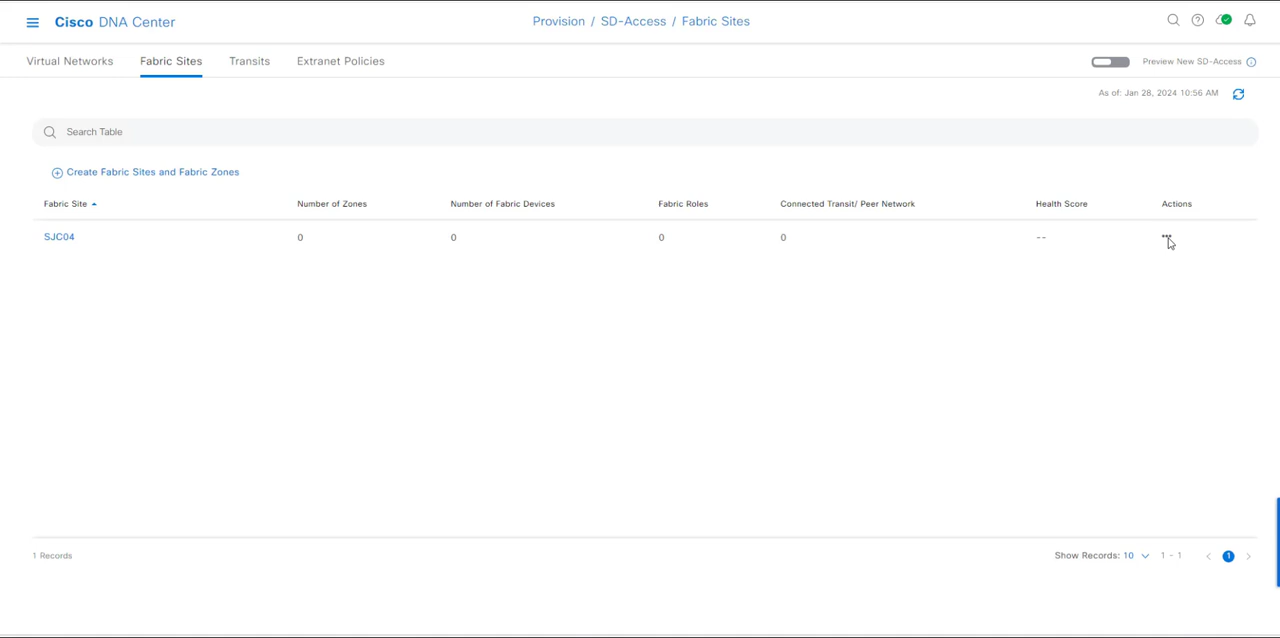 Cisco DNA Center
Provision / SD-Access / Fabric Sites
Virtual Networks
Fabric Sites
Transits
Extranet Policies
Preview New SD-Access
As of: Jan 28, 2024 10:56 AM
Search Table
Create Fabric Sites and Fabric Zones
Fabric Site Number of Zones Number of Fabric Devices Fabric Roles Connected Transit/ Peer Network Health Score Actions
SJC04 0 0 0 0 -- •••
1 Records
Show Records: 10 1 - 1 < 1 >